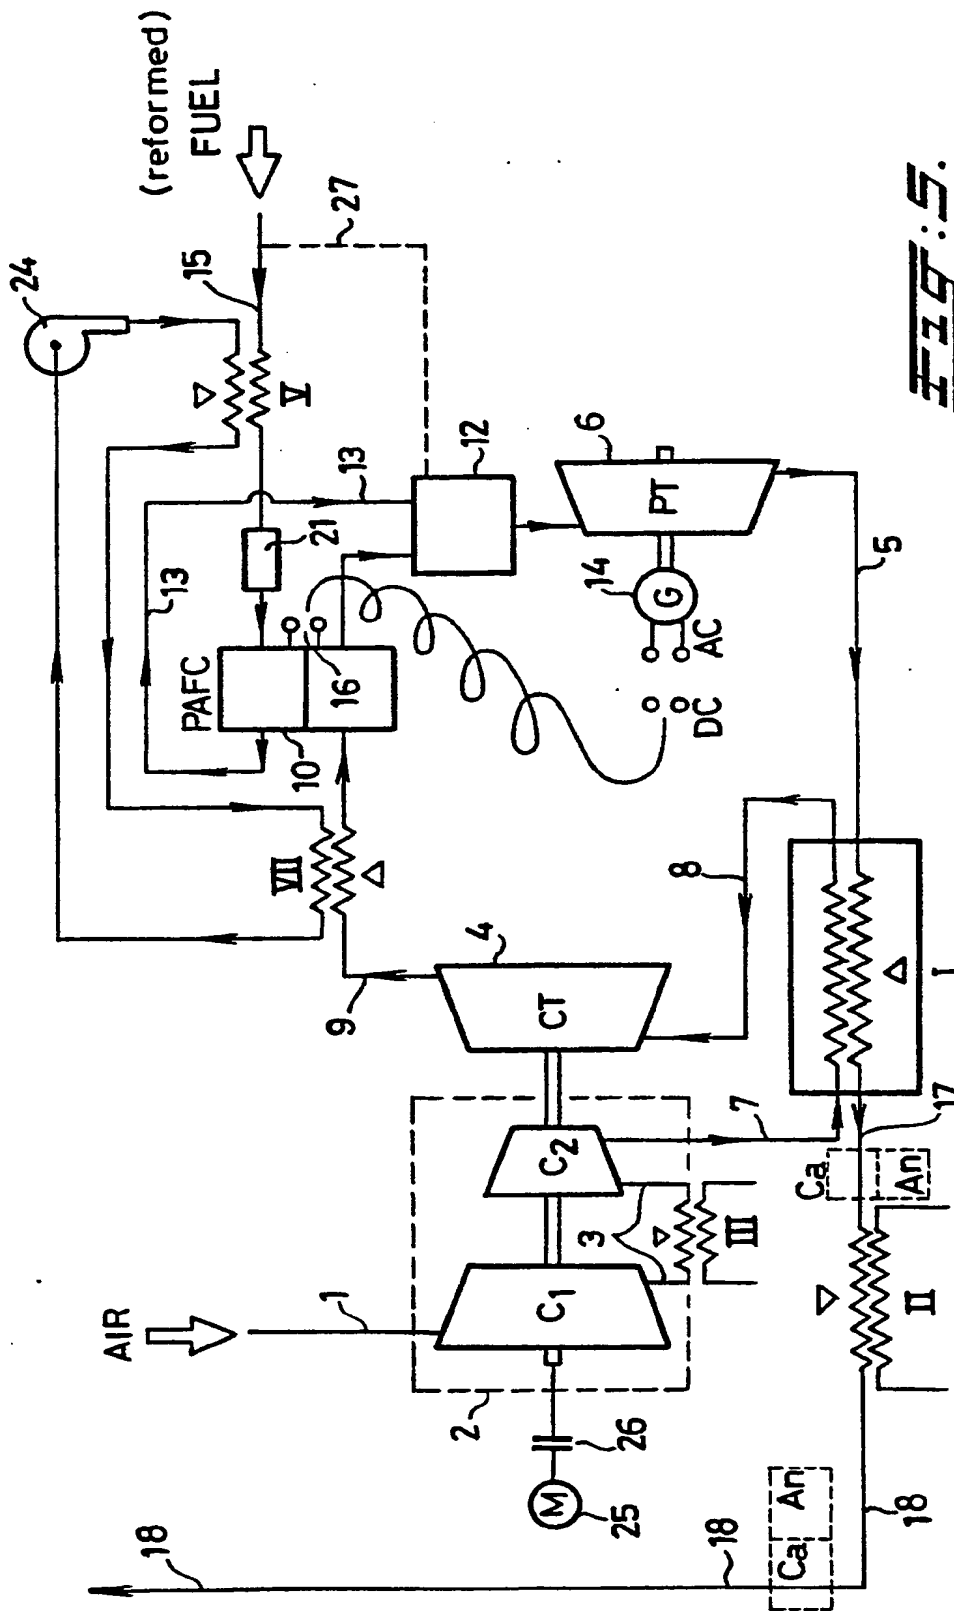 (reformed)
FUEL
24
15
27
V
13
13
21
12
PAFC
16
10
6
PT
14
G
AC
DC
5
VII
9
4
CT
8
I
17
7
C2
C1
3
III
Ca
An
II
AIR
1
2
26
M
25
18
18
18
Ca
An
FIG:5.